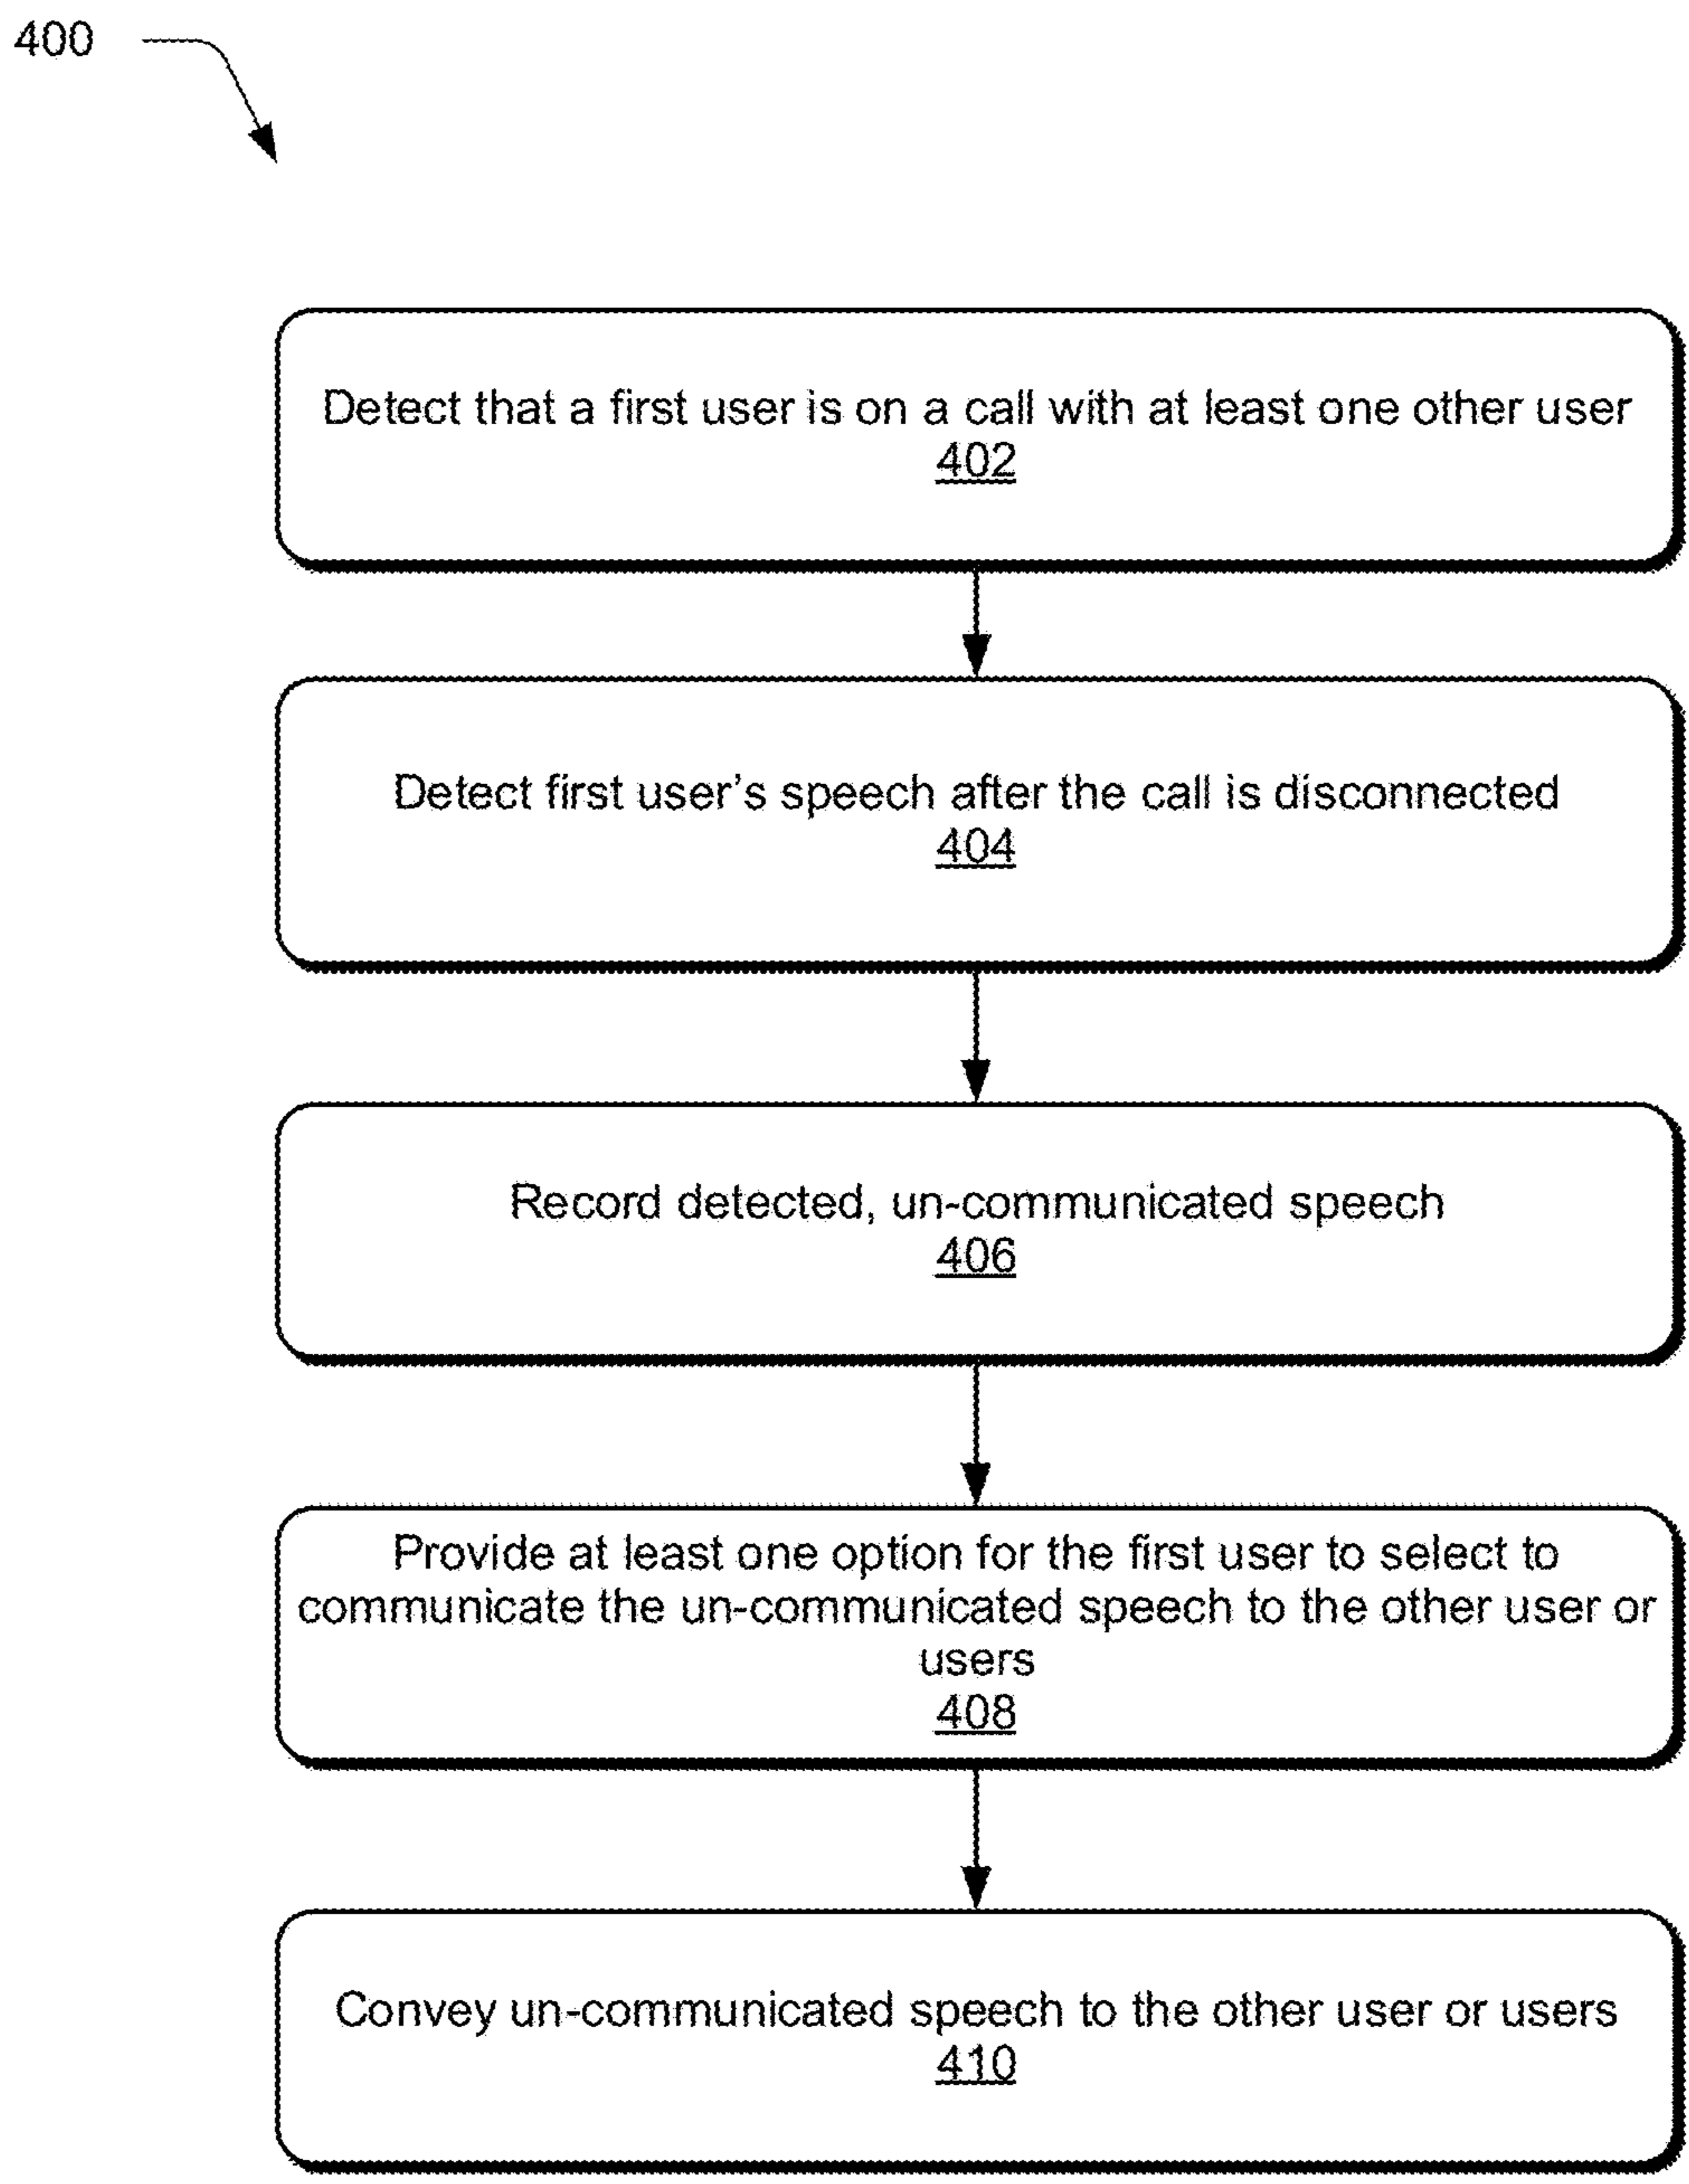 400
Detect that a first user is on a call with at least one other user
402
Detect first user's speech after the call is disconnected
404
Record detected, un-communicated speech
406
Provide at least one option for the first user to select to
communicate the un-communicated speech to the other user or
users
408
Convey un-communicated speech to the other user or users
410